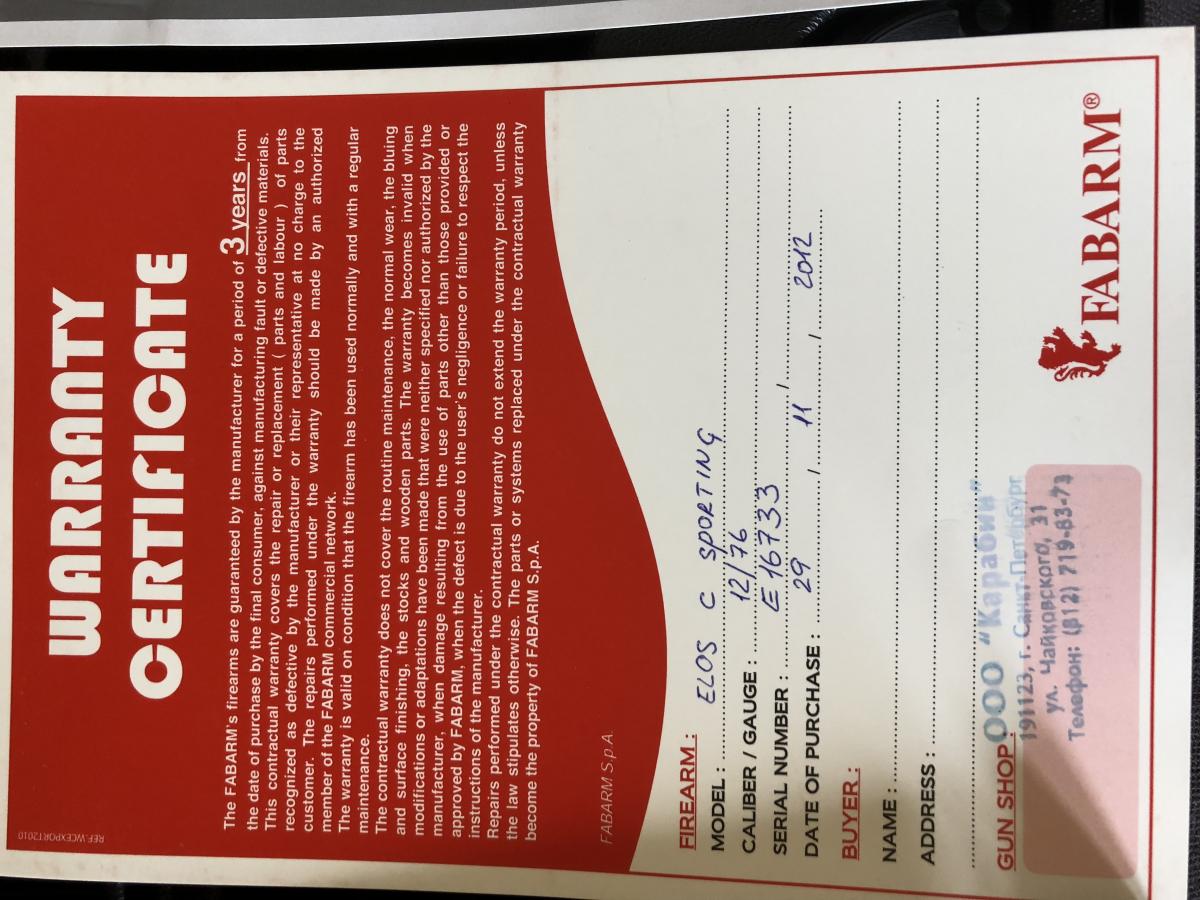 WARRANTY
CERTIFICATE
The FABARM's firearms are guaranteed by the manufacturer for a period of 3 years from
the date of purchase by the final consumer, against manufacturing fault or defective materials.
This contractual warranty covers the repair or replacement ( parts and labour ) of parts
recognized as defective by the manufacturer or their representative at no charge to the
customer. The repairs performed under the warranty should be made by an authorized
member of the FABARM commercial network.
The warranty is valid on condition that the firearm has been used normally and with a regular
maintenance.
The contractual warranty does not cover the routine maintenance, the normal wear, the bluing
and surface finishing, the stocks and wooden parts. The warranty becomes invalid when
modifications or adaptations have been made that were neither specified nor authorized by the
manufacturer, when damage resulting from the use of parts other than those provided or
approved by FABARM, when the defect is due to the user's negligence or failure to respect the
instructions of the manufacturer.
Repairs performed under the contractual warranty do not extend the warranty period, unless
the law stipulates otherwise. The parts or systems replaced under the contractual warranty
become the property of FABARM S.p.A.
FABARM S.p.A.
REF.WCEXPORT2010
FIREARM :
MODEL : ELOS C SPORTING
CALIBER / GAUGE : 12/76
SERIAL NUMBER : E 16733
DATE OF PURCHASE : 29 / 11 / 2012
BUYER :
NAME :
ADDRESS :
GUN SHOP :
ООО "Карабин"
191123, г. Санкт-Петербург
ул. Чайковского, 31
Телефон: (812) 719-83-73
FABARM®